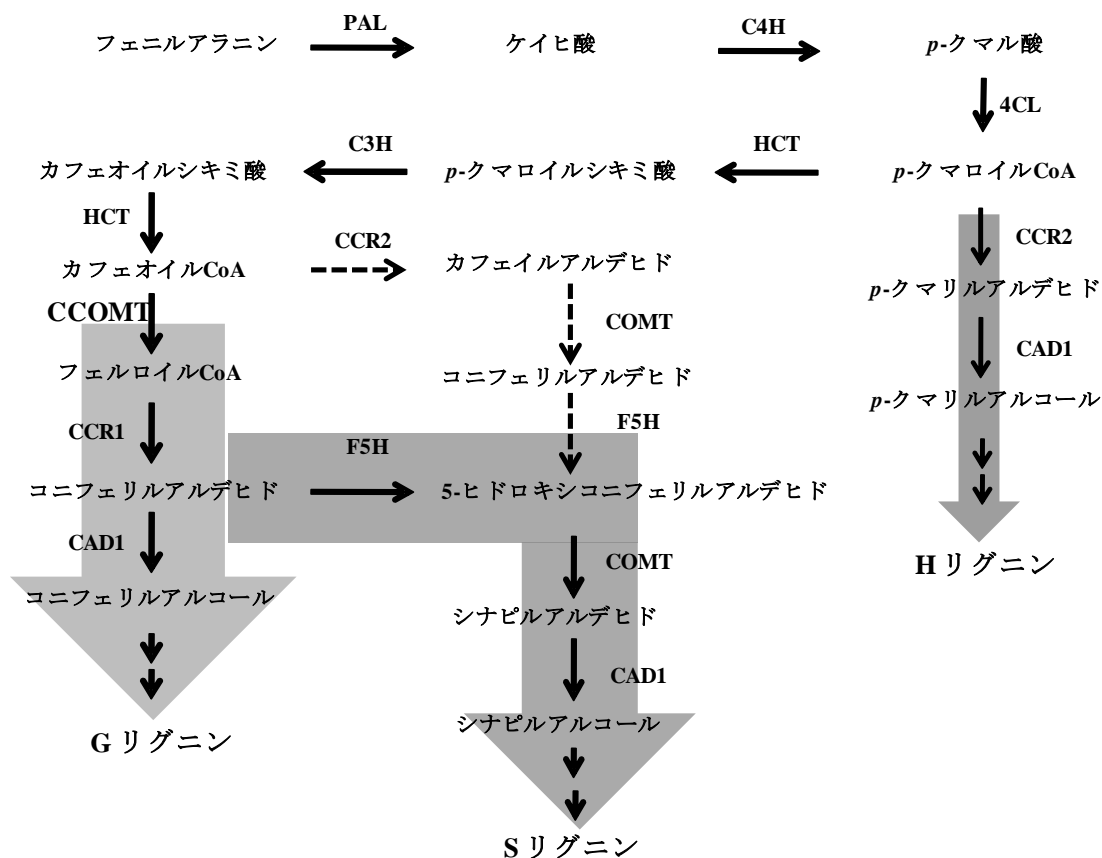 PAL
C4H
フェニルアラニン
ケイヒ酸
p-クマル酸
4CL
C3H
HCT
カフェオイルシキミ酸
p-クマロイルシキミ酸
p-クマロイルCoA
HCT
CCR2
CCR2
カフェオイルCoA
カフェイルアルデヒド
p-クマリルアルデヒド
CCOMT
COMT
CAD1
フェルロイルCoA
コニフェリルアルデヒド
p-クマリルアルコール
CCR1
F5H
F5H
コニフェリルアルデヒド
5-ヒドロキシコニフェリルアルデヒド
CAD1
COMT
Hリグニン
コニフェリルアルコール
シナピルアルデヒド
CAD1
シナピルアルコール
Gリグニン
Sリグニン